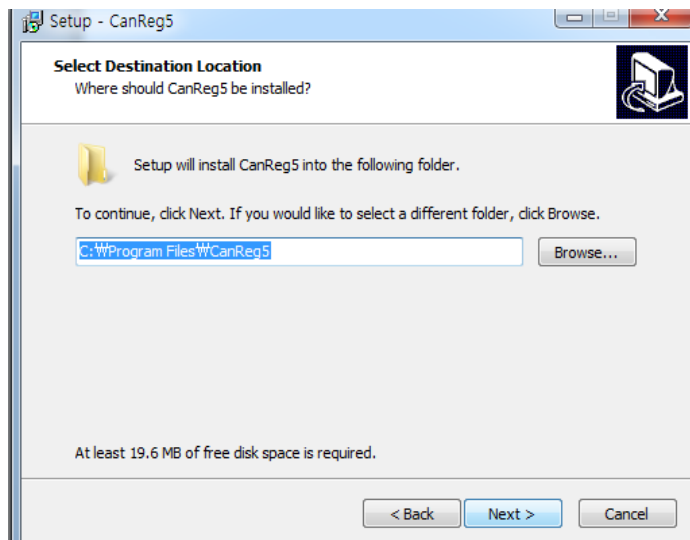 Setup - CanReg5
Select Destination Location
Where should CanReg5 be installed?
Setup will install CanReg5 into the following folder.
To continue, click Next. If you would like to select a different folder, click Browse.
C:₩Program Files₩CanReg5
Browse...
At least 19.6 MB of free disk space is required.
< Back
Next >
Cancel